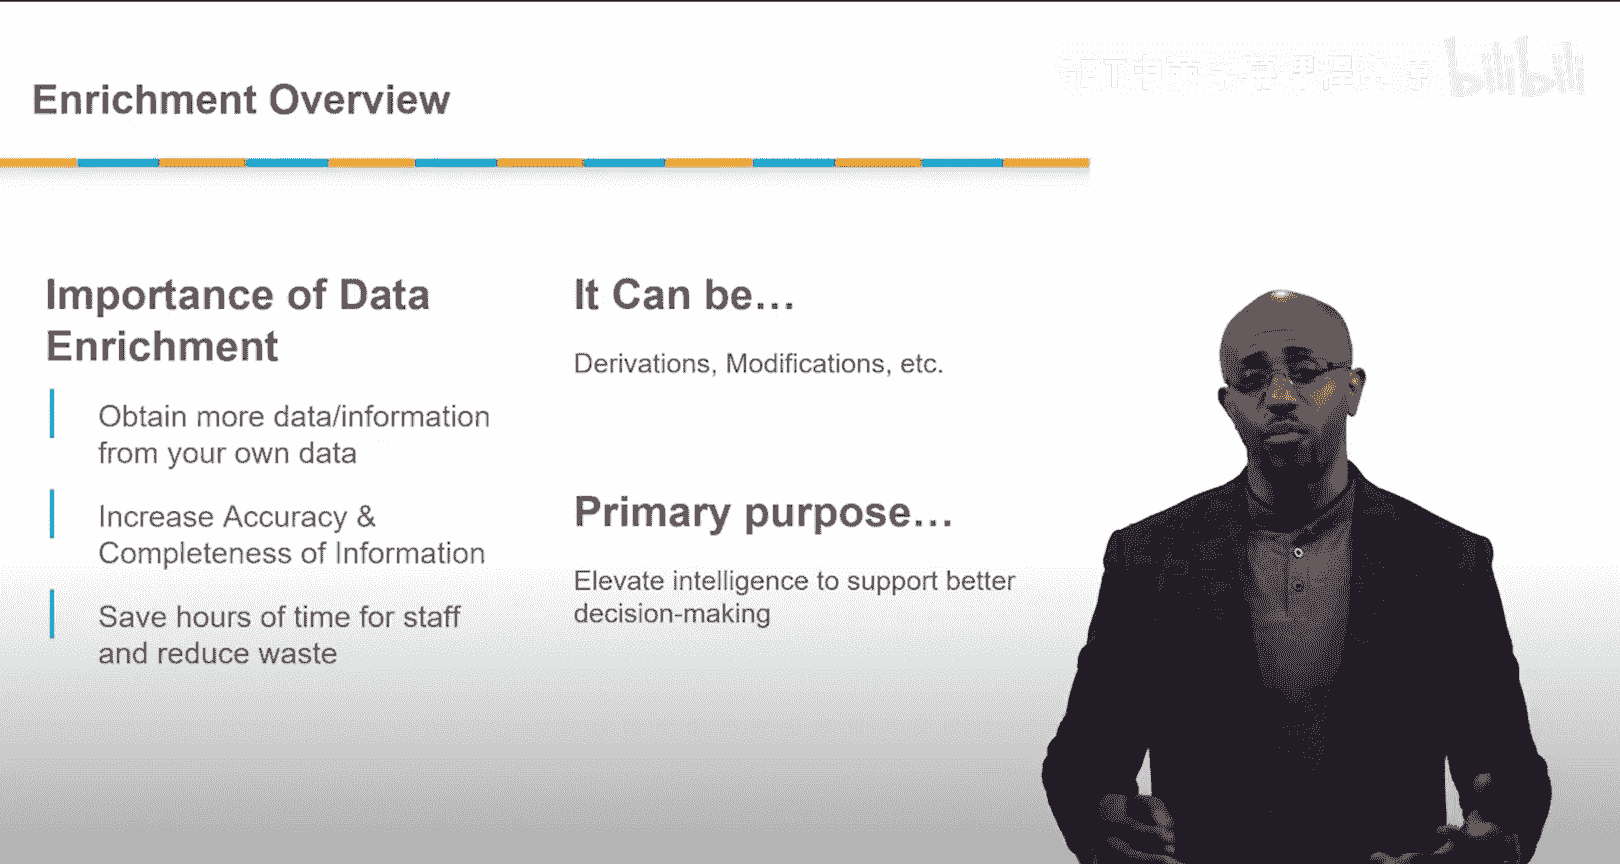 Enrichment Overview
bilibili
Importance of Data
Enrichment
Obtain more data/information
from your own data
Increase Accuracy &
Completeness of Information
Save hours of time for staff
and reduce waste
It Can be…
Derivations, Modifications, etc.
Primary purpose…
Elevate intelligence to support better
decision-making